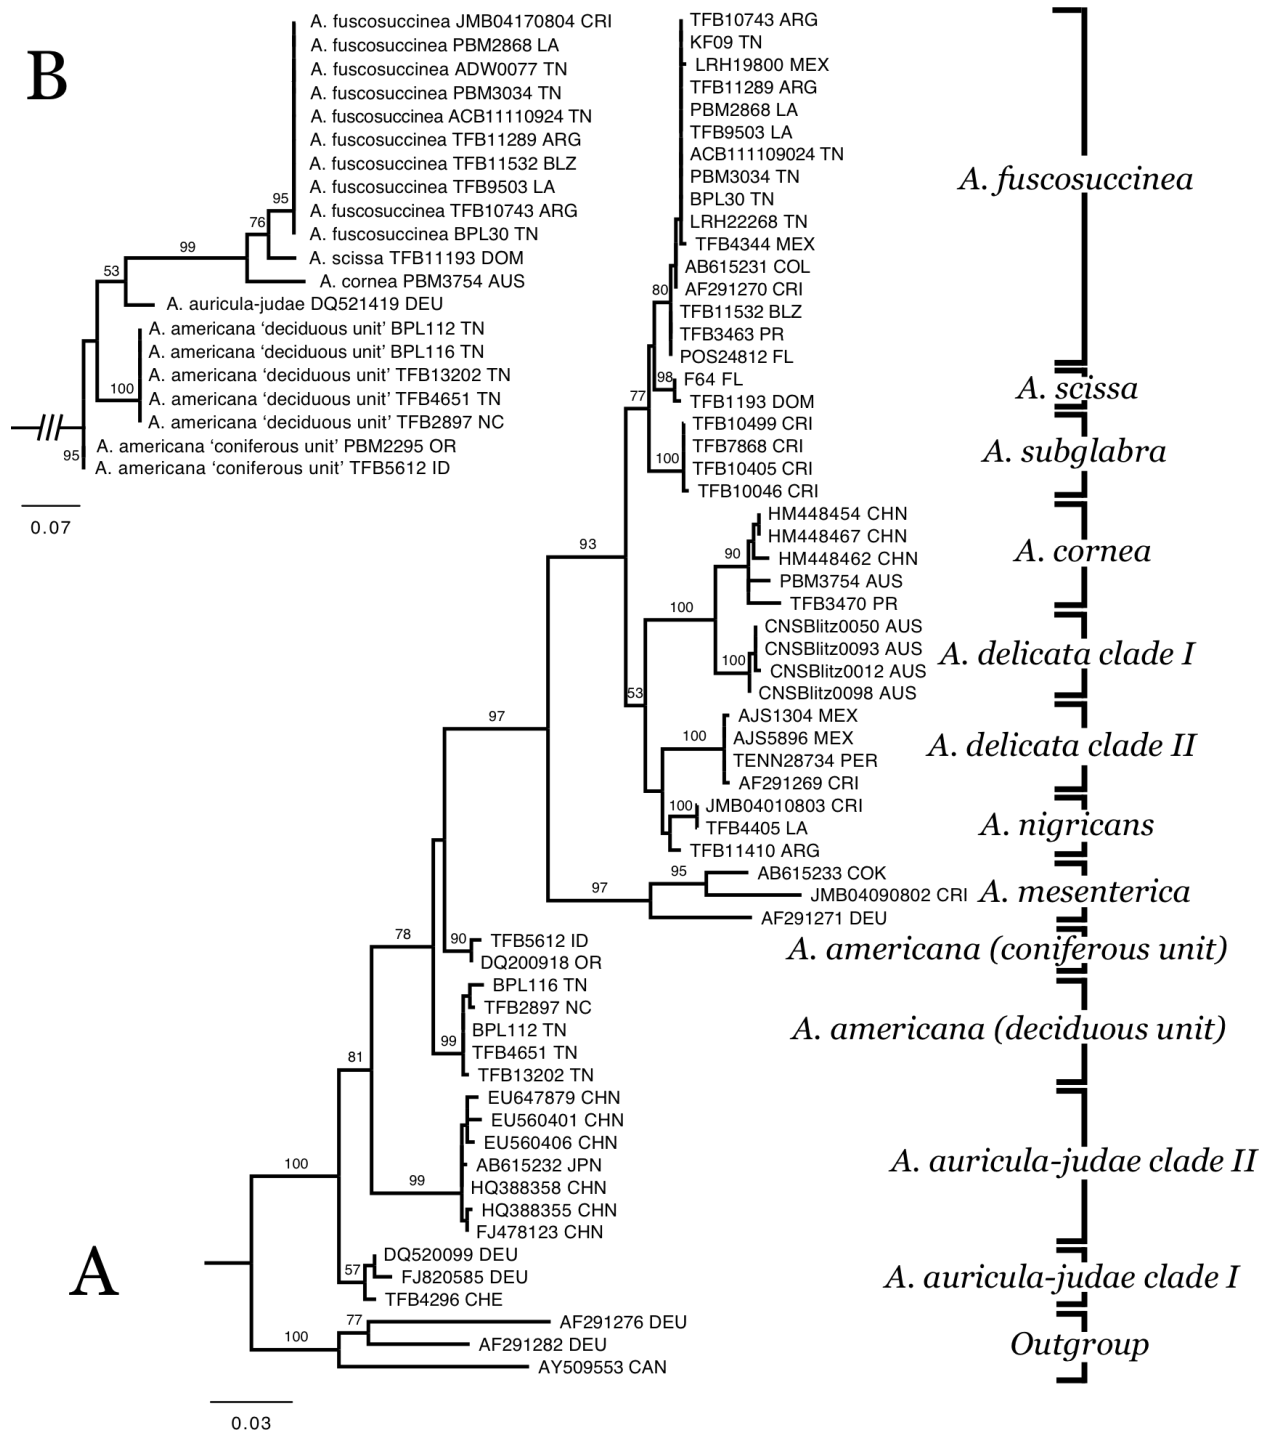 B
A. fuscosuccinea JMB04170804 CRI
A. fuscosuccinea PBM2868 LA
A. fuscosuccinea ADW0077 TN
A. fuscosuccinea PBM3034 TN
A. fuscosuccinea ACB11110924 TN
A. fuscosuccinea TFB11289 ARG
A. fuscosuccinea TFB11532 BLZ
A. fuscosuccinea TFB9503 LA
A. fuscosuccinea TFB10743 ARG
A. fuscosuccinea BPL30 TN
A. scissa TFB11193 DOM
A. cornea PBM3754 AUS
A. auricula-judae DQ521419 DEU
A. americana ‘deciduous unit’ BPL112 TN
A. americana ‘deciduous unit’ BPL116 TN
A. americana ‘deciduous unit’ TFB13202 TN
A. americana ‘deciduous unit’ TFB4651 TN
A. americana ‘deciduous unit’ TFB2897 NC
A. americana ‘coniferous unit’ PBM2295 OR
A. americana ‘coniferous unit’ TFB5612 ID
95
76
99
53
100
95
0.07
TFB10743 ARG
KF09 TN
LRH19800 MEX
TFB11289 ARG
PBM2868 LA
TFB9503 LA
ACB111109024 TN
PBM3034 TN
BPL30 TN
LRH22268 TN
TFB4344 MEX
AB615231 COL
AF291270 CRI
TFB11532 BLZ
TFB3463 PR
POS24812 FL
F64 FL
TFB1193 DOM
TFB10499 CRI
TFB7868 CRI
TFB10405 CRI
TFB10046 CRI
HM448454 CHN
HM448467 CHN
HM448462 CHN
PBM3754 AUS
TFB3470 PR
CNSBlitz0050 AUS
CNSBlitz0093 AUS
CNSBlitz0012 AUS
CNSBlitz0098 AUS
AJS1304 MEX
AJS5896 MEX
TENN28734 PER
AF291269 CRI
JMB04010803 CRI
TFB4405 LA
TFB11410 ARG
AB615233 COK
JMB04090802 CRI
AF291271 DEU
TFB5612 ID
DQ200918 OR
BPL116 TN
TFB2897 NC
BPL112 TN
TFB4651 TN
TFB13202 TN
EU647879 CHN
EU560401 CHN
EU560406 CHN
AB615232 JPN
HQ388358 CHN
HQ388355 CHN
FJ478123 CHN
DQ520099 DEU
FJ820585 DEU
TFB4296 CHE
AF291276 DEU
AF291282 DEU
AY509553 CAN
80
98
77
100
93
90
100
100
53
100
100
97
95
97
90
78
99
81
99
100
57
77
100
A. fuscosuccinea
A. scissa
A. subglabra
A. cornea
A. delicata clade I
A. delicata clade II
A. nigricans
A. mesenterica
A. americana (coniferous unit)
A. americana (deciduous unit)
A. auricula-judae clade II
A. auricula-judae clade I
Outgroup
A
0.03